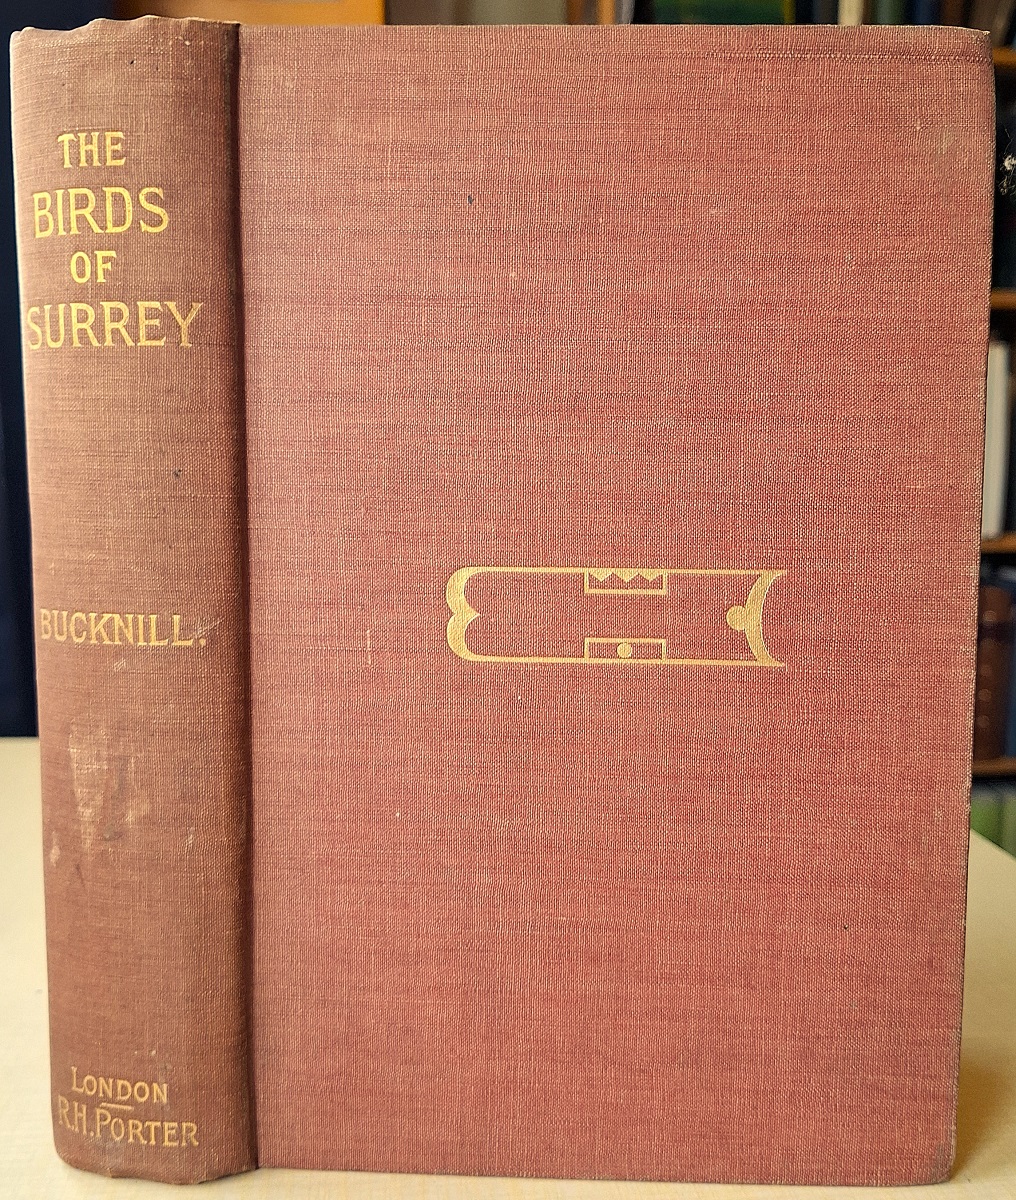 THE
BIRDS
OF
SURREY
BUCKNILL.
LONDON
R.H.PORTER